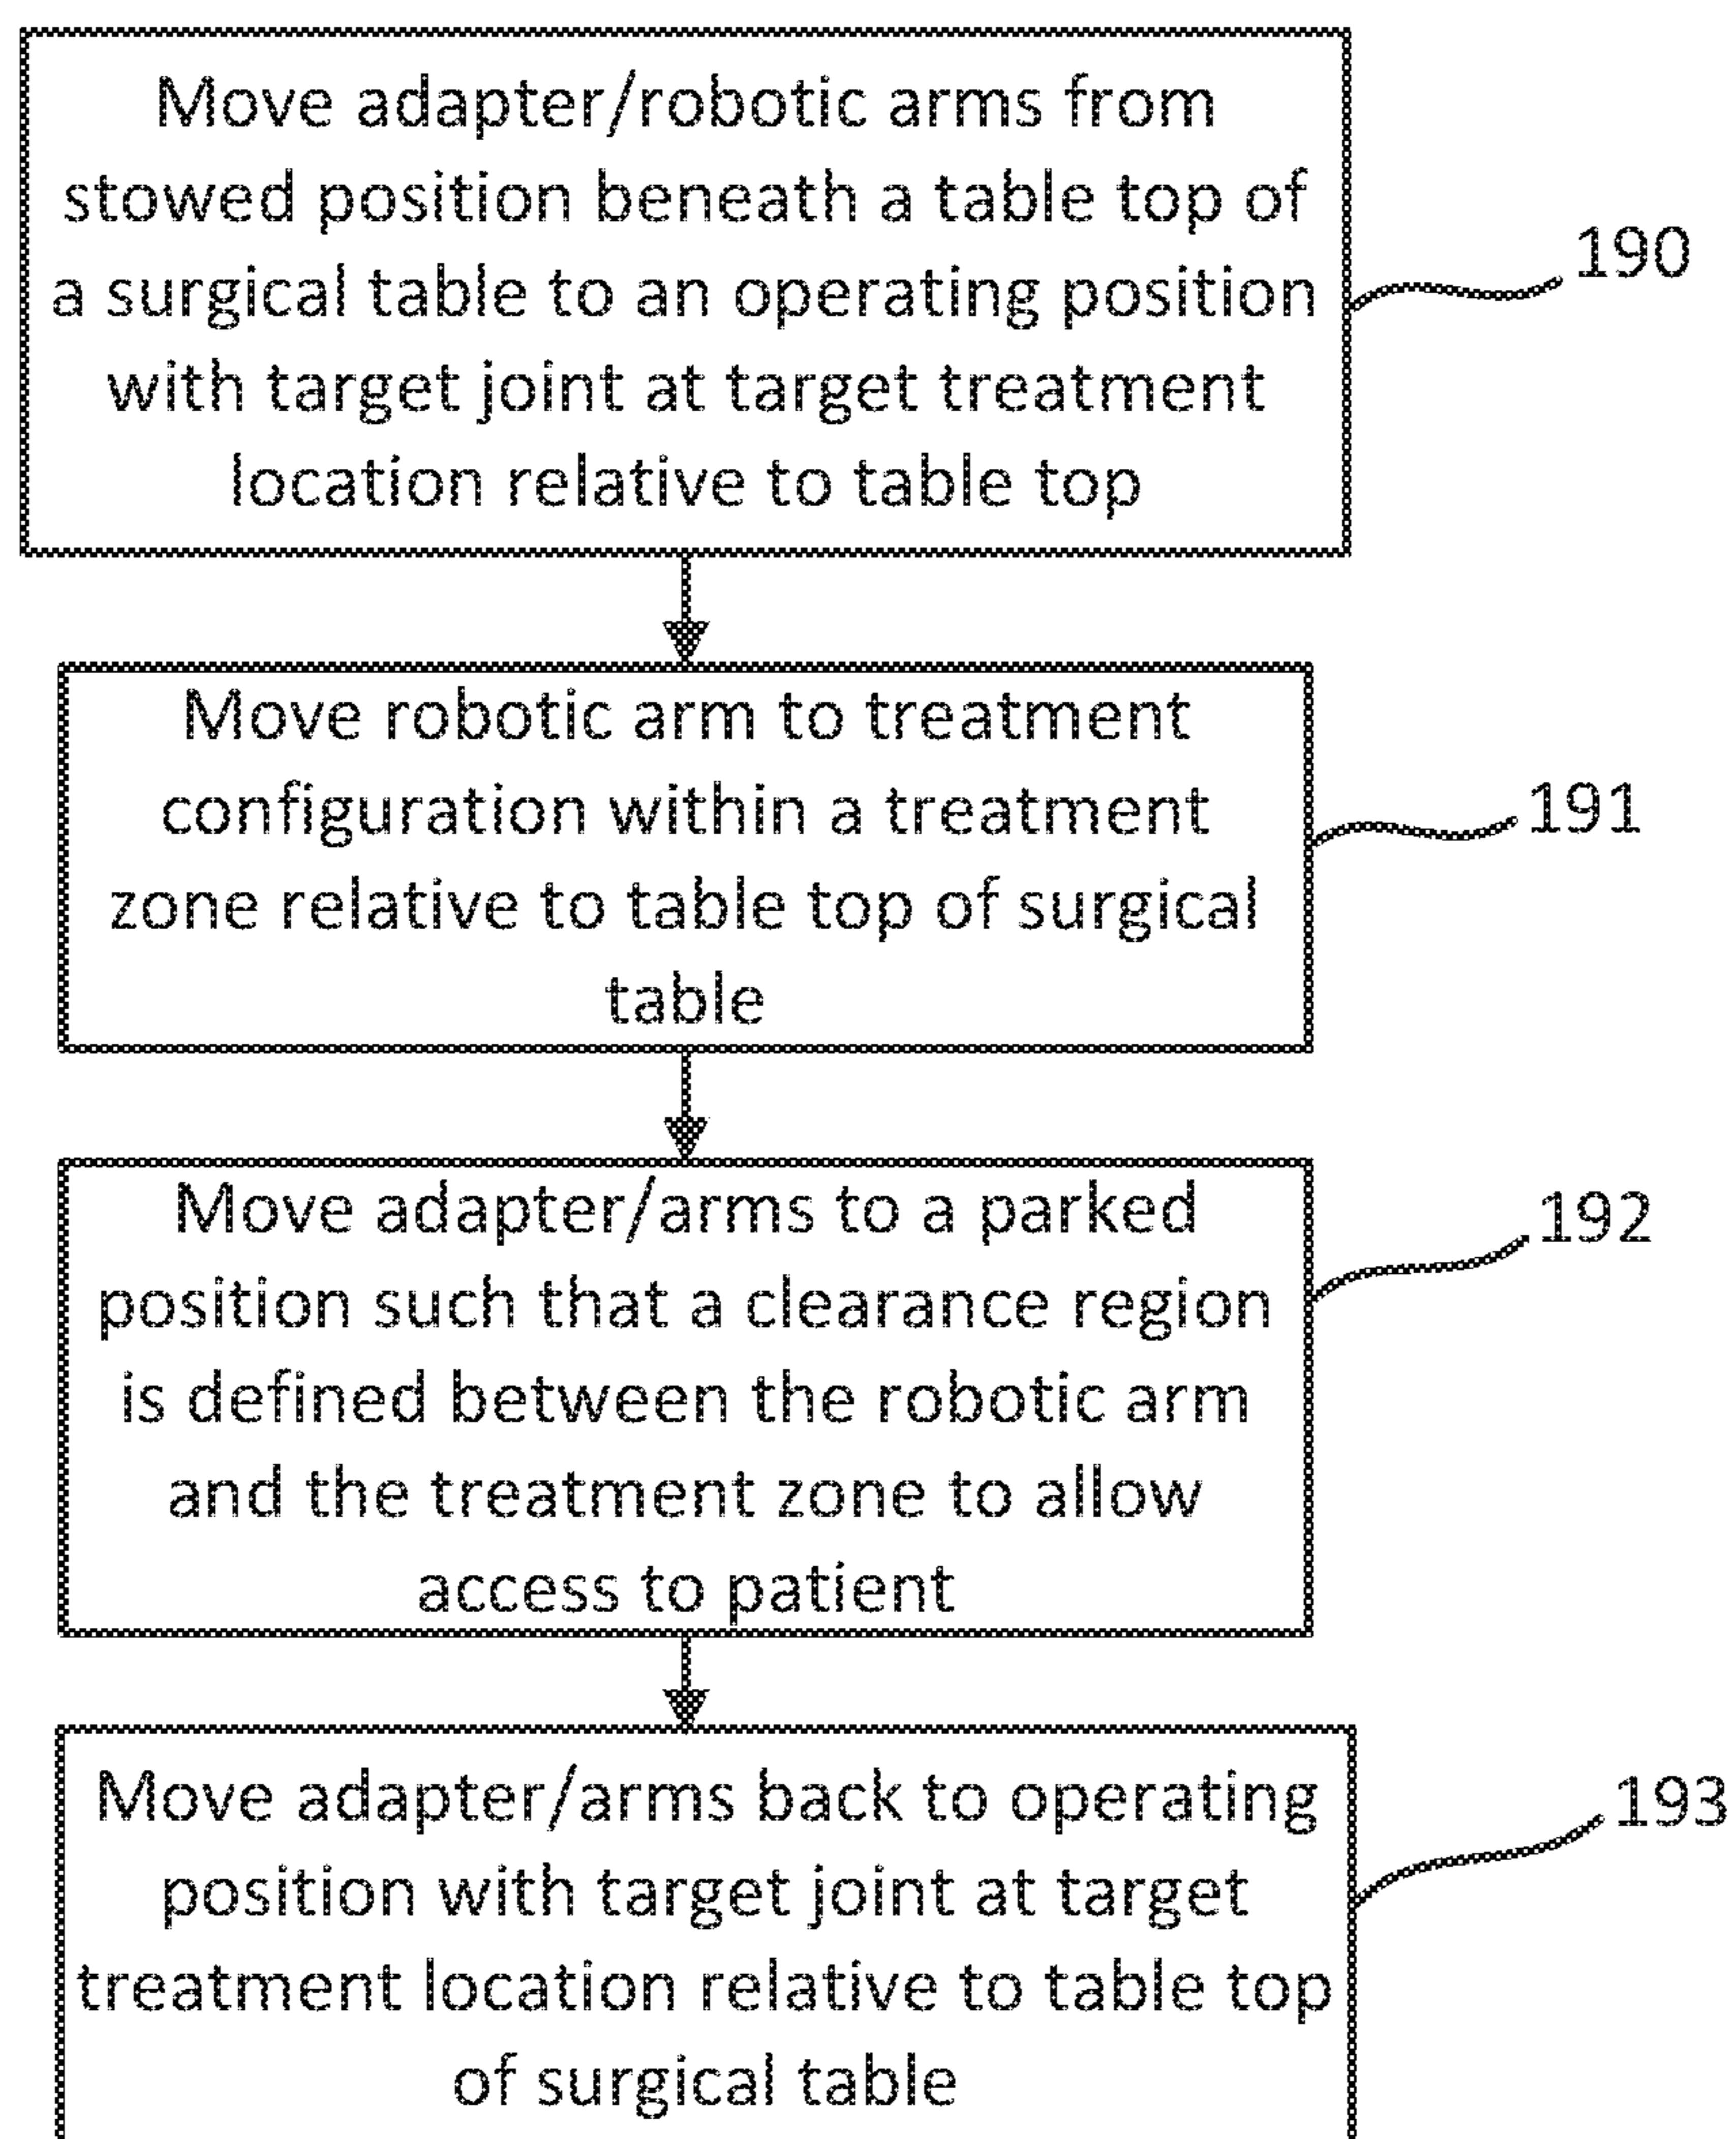 Move adapter/robotic arms from
stowed position beneath a table top of
a surgical table to an operating position
with target joint at target treatment
location relative to table top
190
Move robotic arm to treatment
configuration within a treatment
zone relative to table top of surgical
table
191
Move adapter/arms to a parked
position such that a clearance region
is defined between the robotic arm
and the treatment zone to allow
access to patient
192
Move adapter/arms back to operating
position with target joint at target
treatment location relative to table top
of surgical table
193